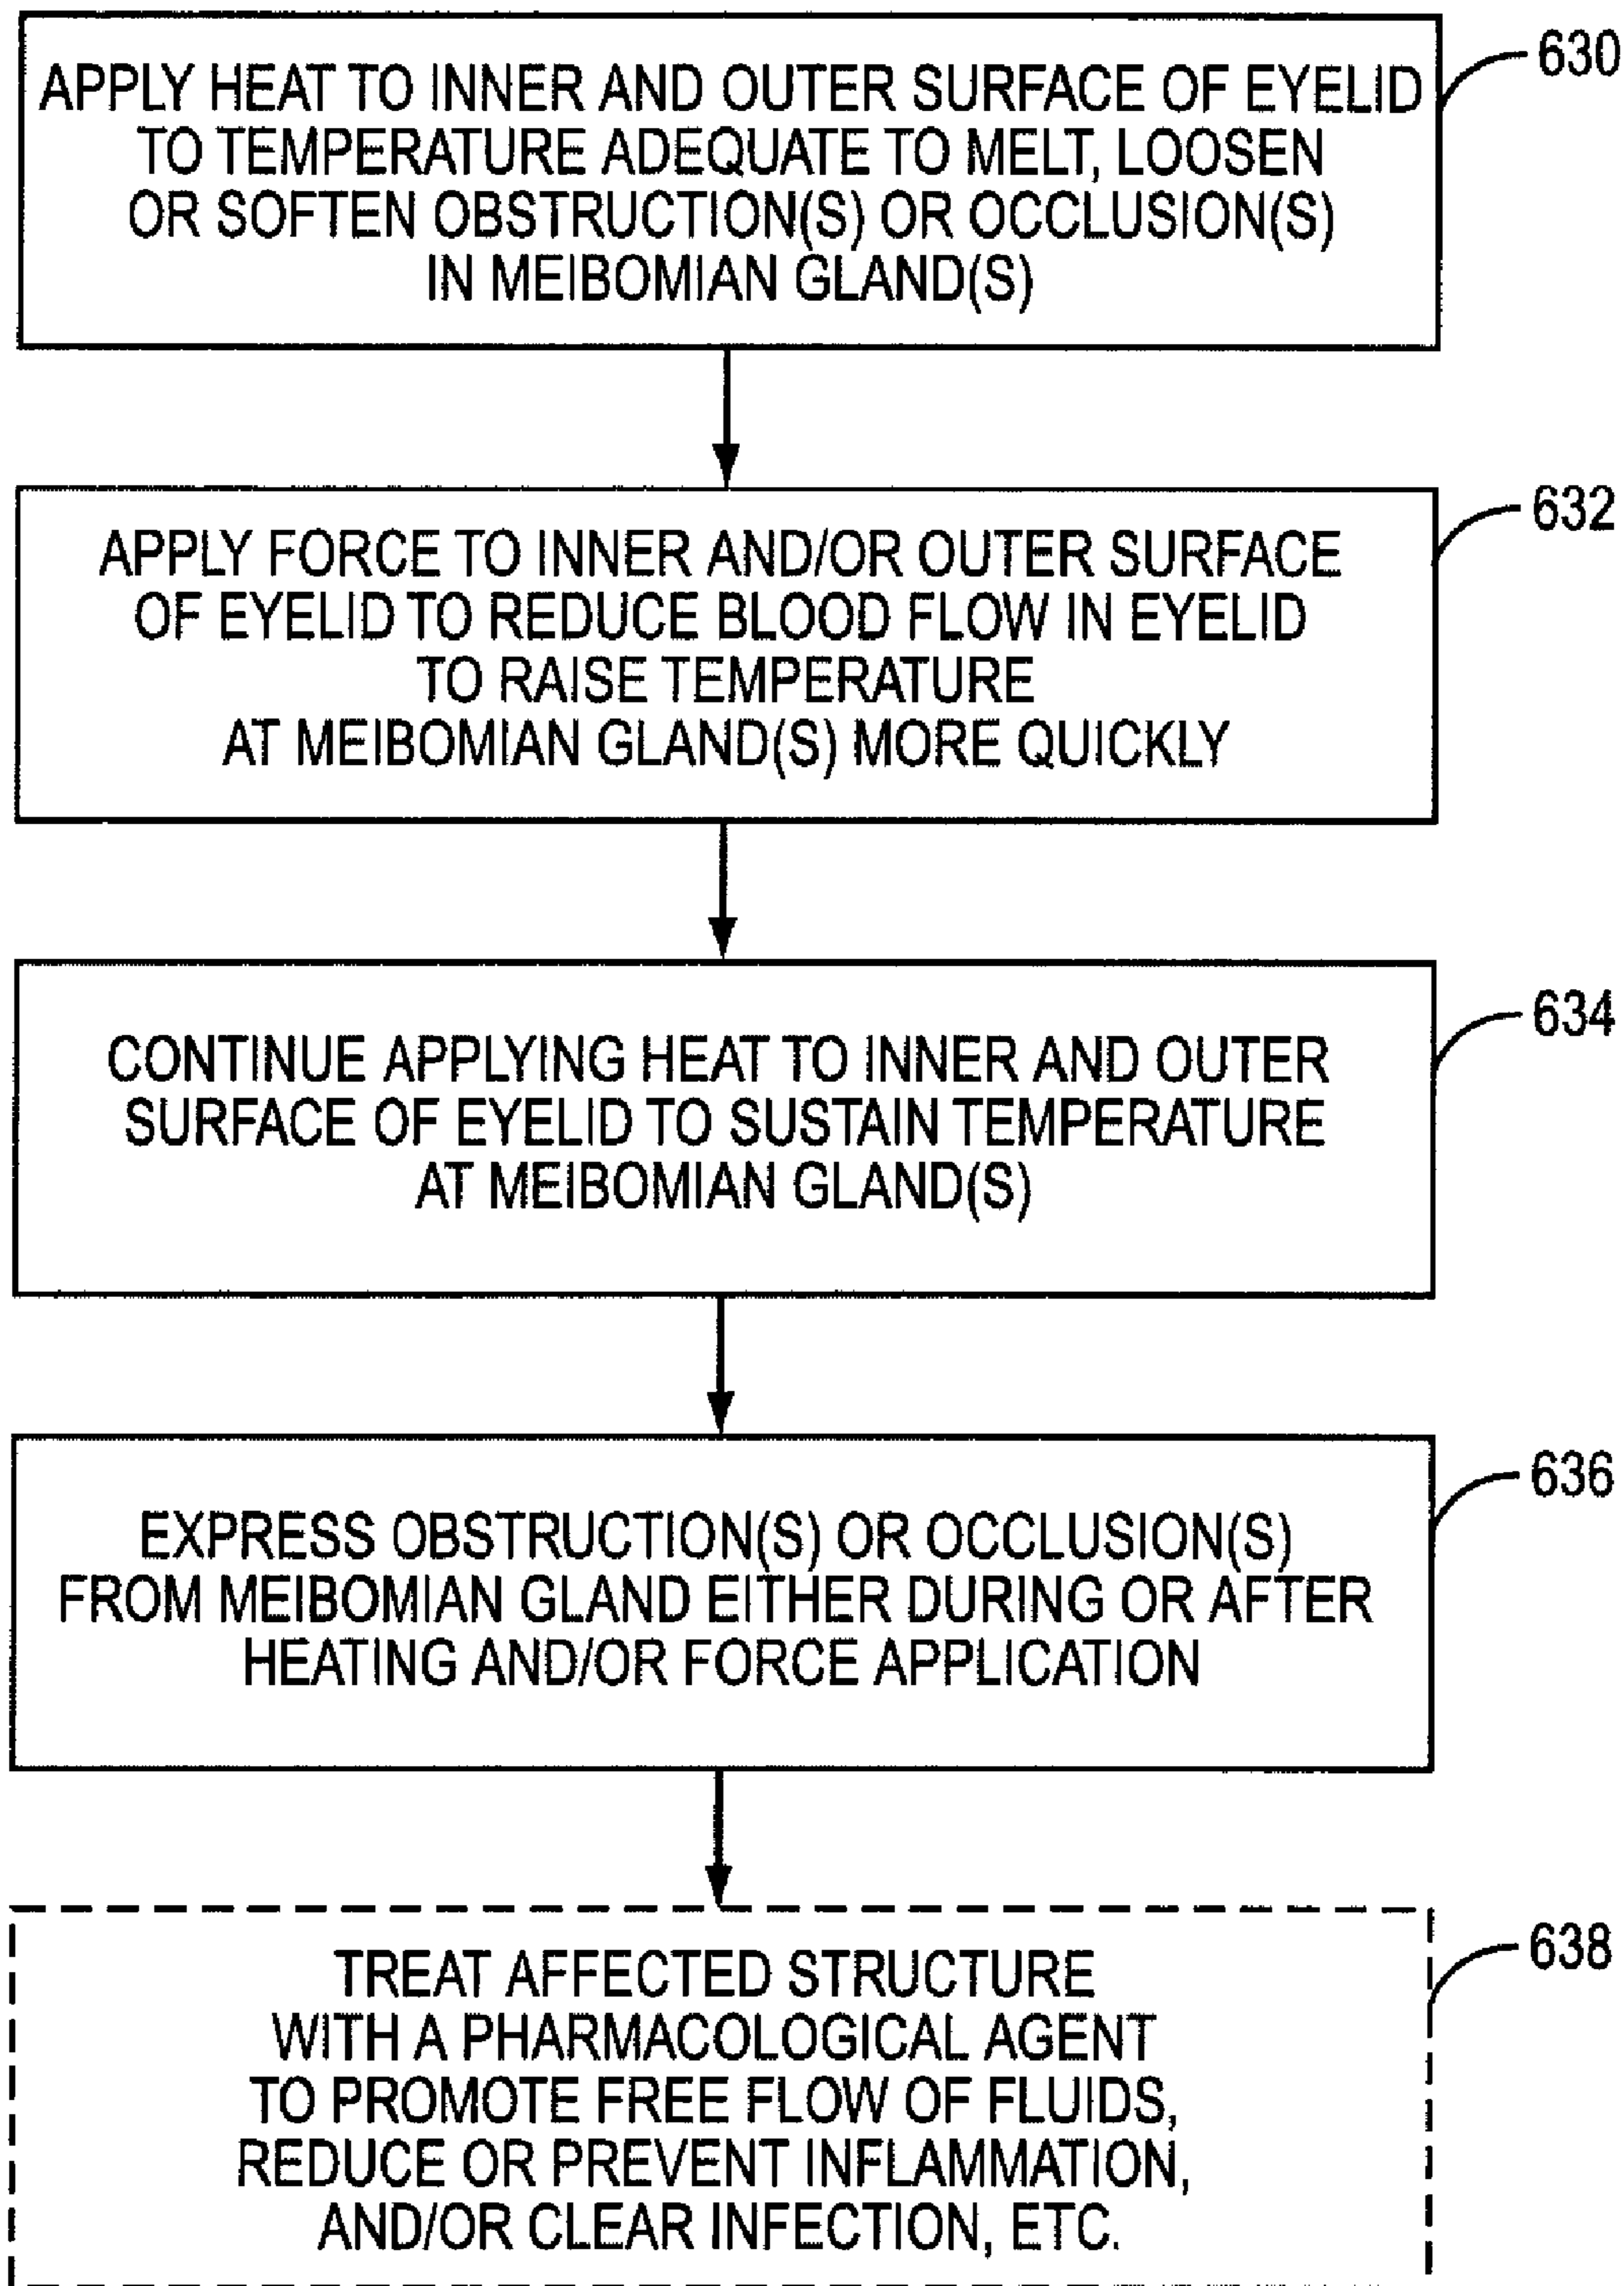 APPLY HEAT TO INNER AND OUTER SURFACE OF EYELID
TO TEMPERATURE ADEQUATE TO MELT, LOOSEN
OR SOFTEN OBSTRUCTION(S) OR OCCLUSION(S)
IN MEIBOMIAN GLAND(S)
630
APPLY FORCE TO INNER AND/OR OUTER SURFACE
OF EYELID TO REDUCE BLOOD FLOW IN EYELID
TO RAISE TEMPERATURE
AT MEIBOMIAN GLAND(S) MORE QUICKLY
632
CONTINUE APPLYING HEAT TO INNER AND OUTER
SURFACE OF EYELID TO SUSTAIN TEMPERATURE
AT MEIBOMIAN GLAND(S)
634
EXPRESS OBSTRUCTION(S) OR OCCLUSION(S)
FROM MEIBOMIAN GLAND EITHER DURING OR AFTER
HEATING AND/OR FORCE APPLICATION
636
TREAT AFFECTED STRUCTURE
WITH A PHARMACOLOGICAL AGENT
TO PROMOTE FREE FLOW OF FLUIDS,
REDUCE OR PREVENT INFLAMMATION,
AND/OR CLEAR INFECTION, ETC.
638